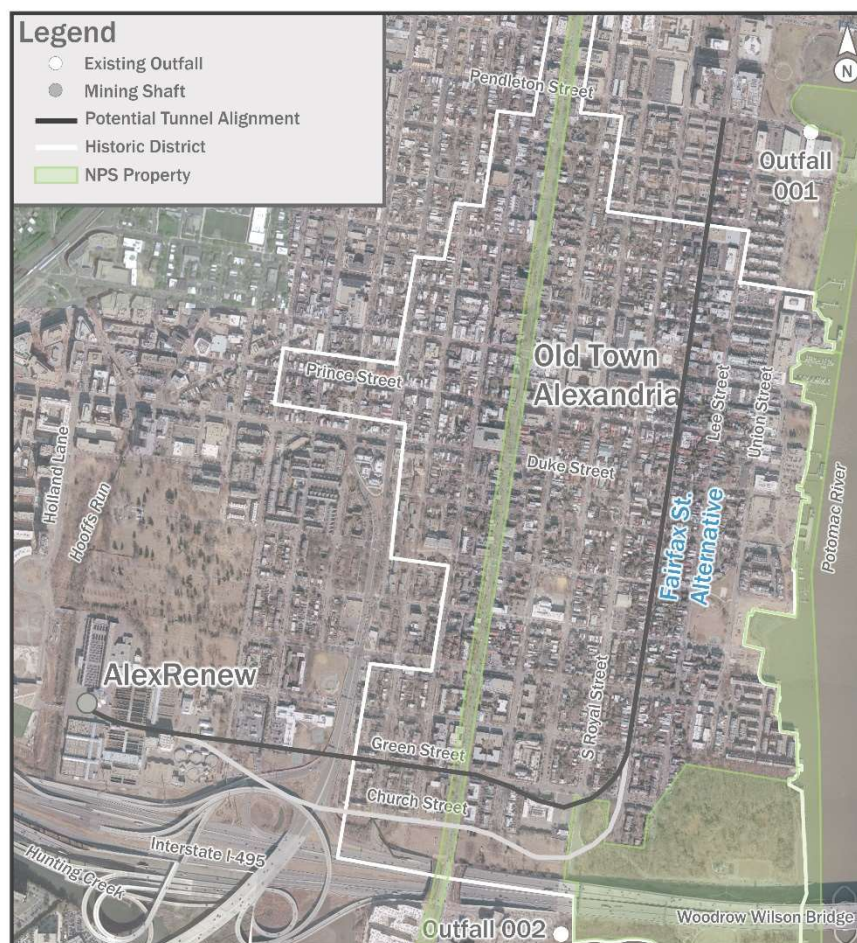 Legend
Existing Outfall
Mining Shaft
Potential Tunnel Alignment
Historic District
NPS Property
N
Pendleton Street
Outfall
001
Old Town
Alexandria
Prince Street
Lee Street
Union Street
Duke Street
Holland Lane
Hooffs Run
Fairfax St.
Alternative
Potomac River
AlexRenew
S Royal Street
Green Street
Church Street
Interstate I-495
Hunting Creek
Woodrow Wilson Bridge
Outfall 002